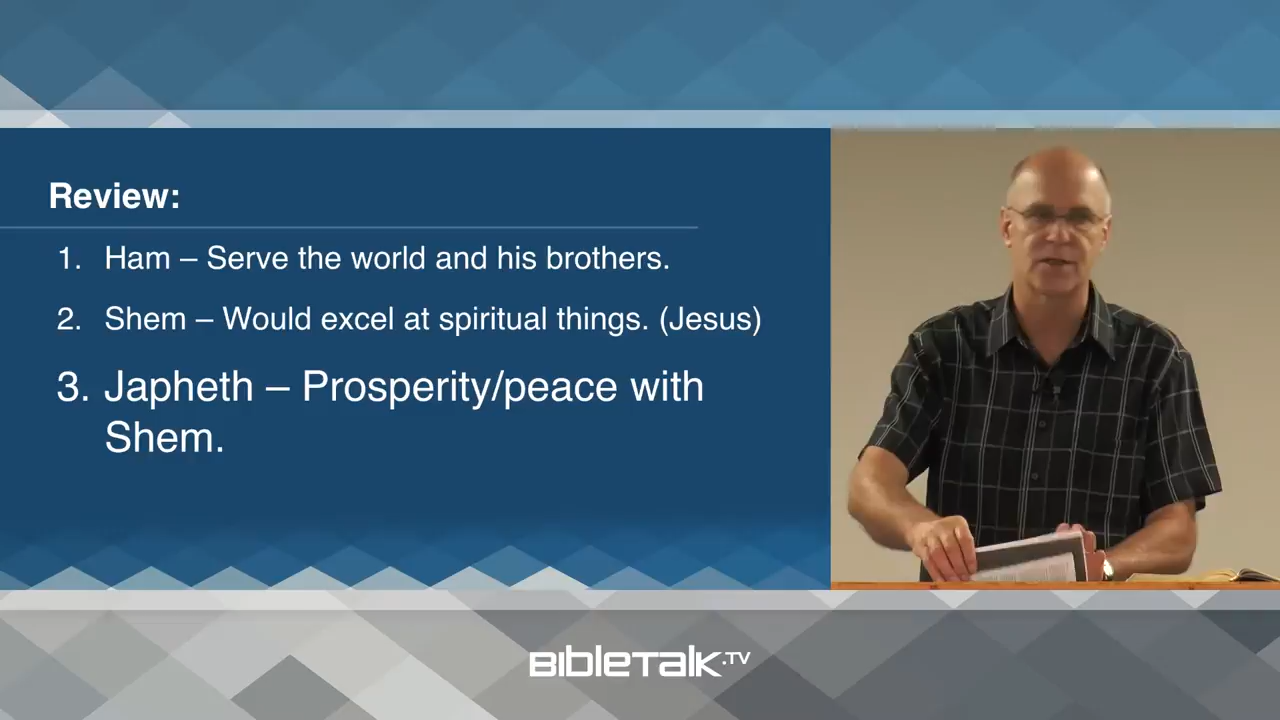 Review:
1. Ham – Serve the world and his brothers.
2. Shem – Would excel at spiritual things. (Jesus)
3. Japheth – Prosperity/peace with
Shem.
BIBLETALK.TV